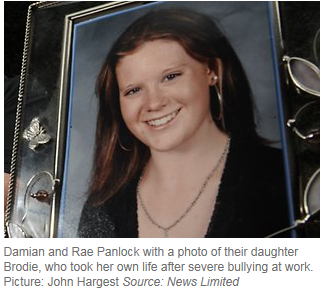 Damian and Rae Panlock with a photo of their daughter
Brodie, who took her own life after severe bullying at work.
Picture: John Hargest Source: News Limited